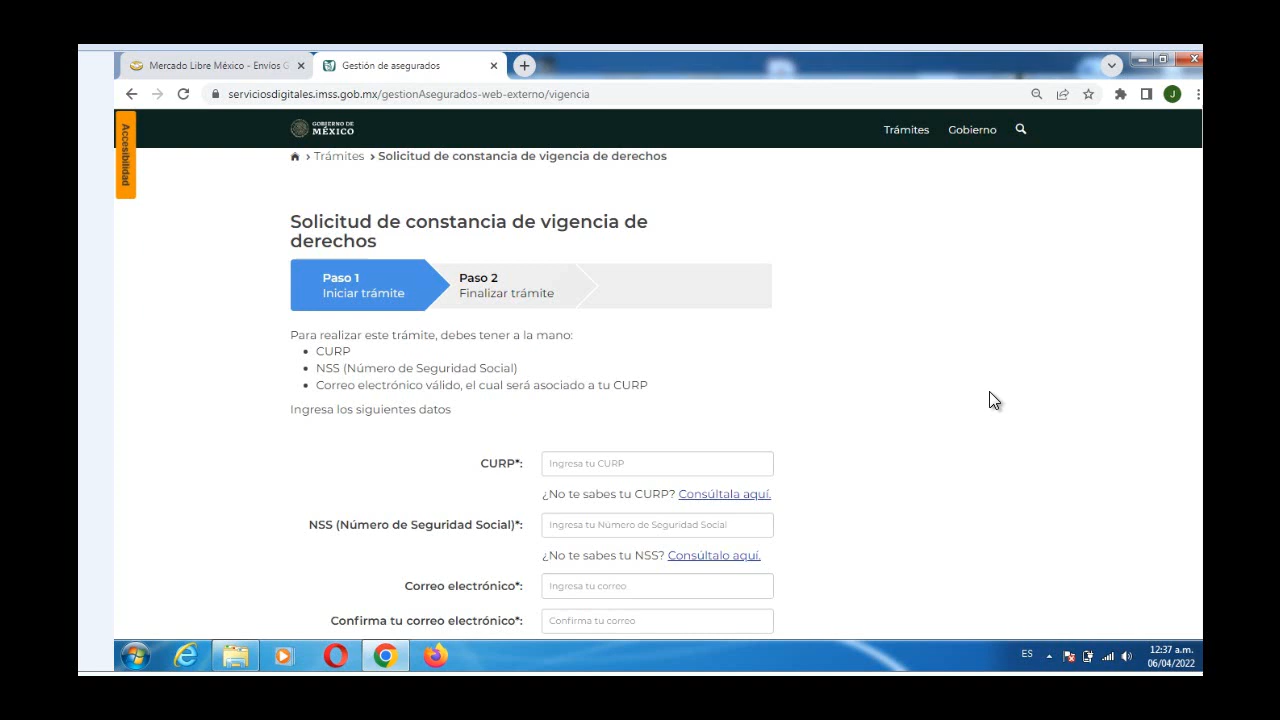 Mercado Libre México - Envíos G
Gestión de asegurados
serviciosdigitales.imss.gob.mx/gestionAsegurados-web-externo/vigencia
J
Accesibilidad
GOBIERNO DE
MÉXICO
Trámites
Gobierno
Trámites > Solicitud de constancia de vigencia de derechos
Solicitud de constancia de vigencia de
derechos
Paso 1
Iniciar trámite
Paso 2
Finalizar trámite
Para realizar este trámite, debes tener a la mano:
CURP
NSS (Número de Seguridad Social)
Correo electrónico válido, el cual será asociado a tu CURP
Ingresa los siguientes datos
CURP*:
Ingresa tu CURP
¿No te sabes tu CURP? Consúltala aquí.
NSS (Número de Seguridad Social)*:
Ingresa tu Número de Seguridad Social
¿No te sabes tu NSS? Consúltalo aquí.
Correo electrónico*:
Ingresa tu correo
Confirma tu correo electrónico*:
Confirma tu correo
ES
12:37 a.m.
06/04/2022